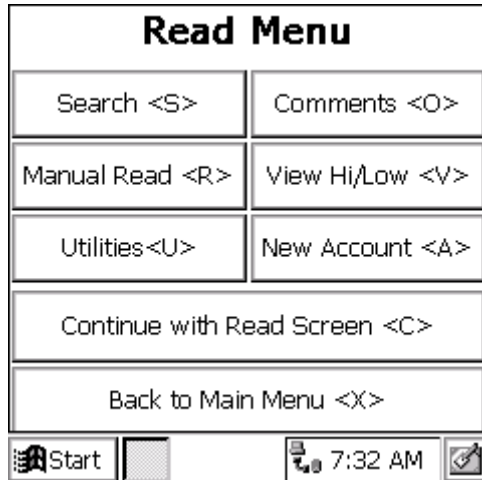 Read Menu
Search <S> Comments <O>
Manual Read <R> View Hi/Low <V>
Utilities<U> New Account <A>
Continue with Read Screen <C>
Back to Main Menu <X>
Start 7:32 AM